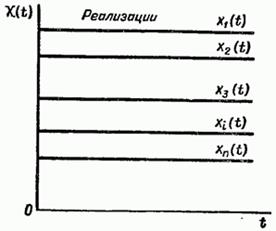 X(t)
Реализации
x₁(t)
x₂(t)
x₃(t)
xᵢ(t)
xₙ(t)
0
t